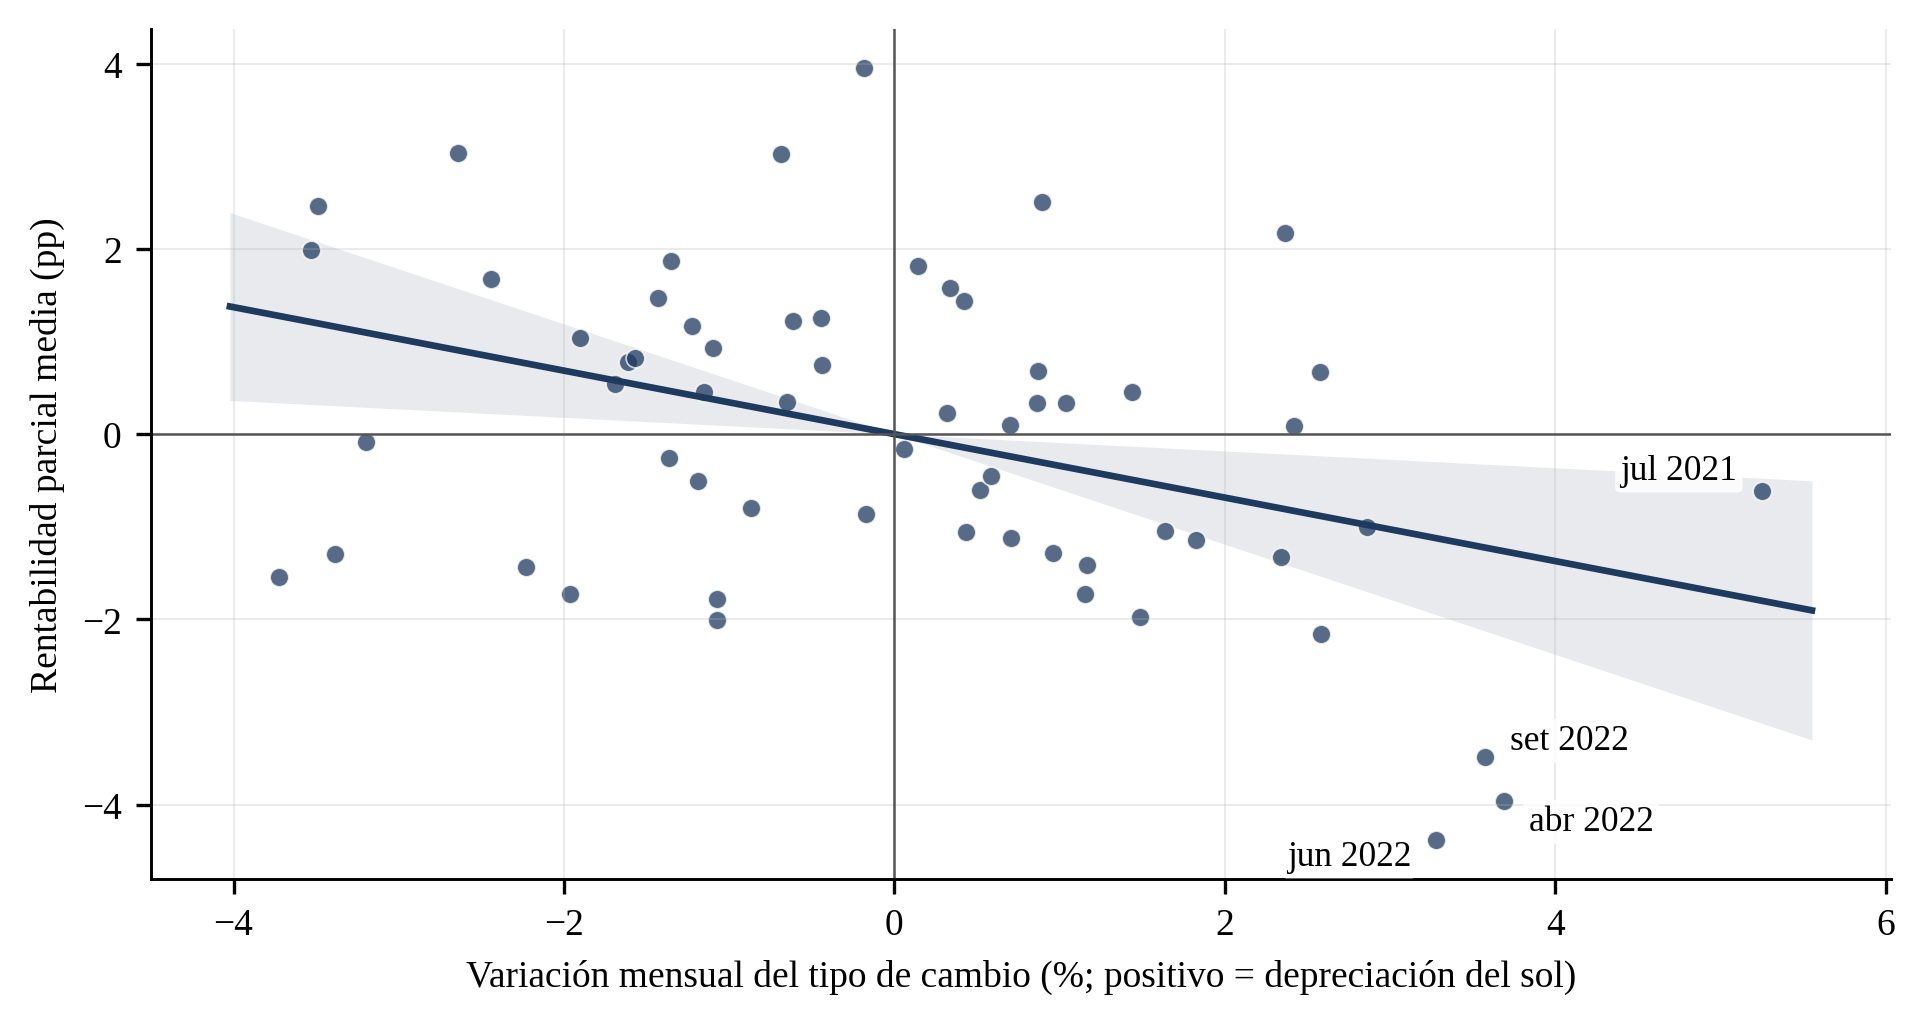 4
2
0
−2
−4
Rentabilidad parcial media (pp)
jul 2021
set 2022
abr 2022
jun 2022
−4
−2
0
2
4
6
Variación mensual del tipo de cambio (%; positivo = depreciación del sol)